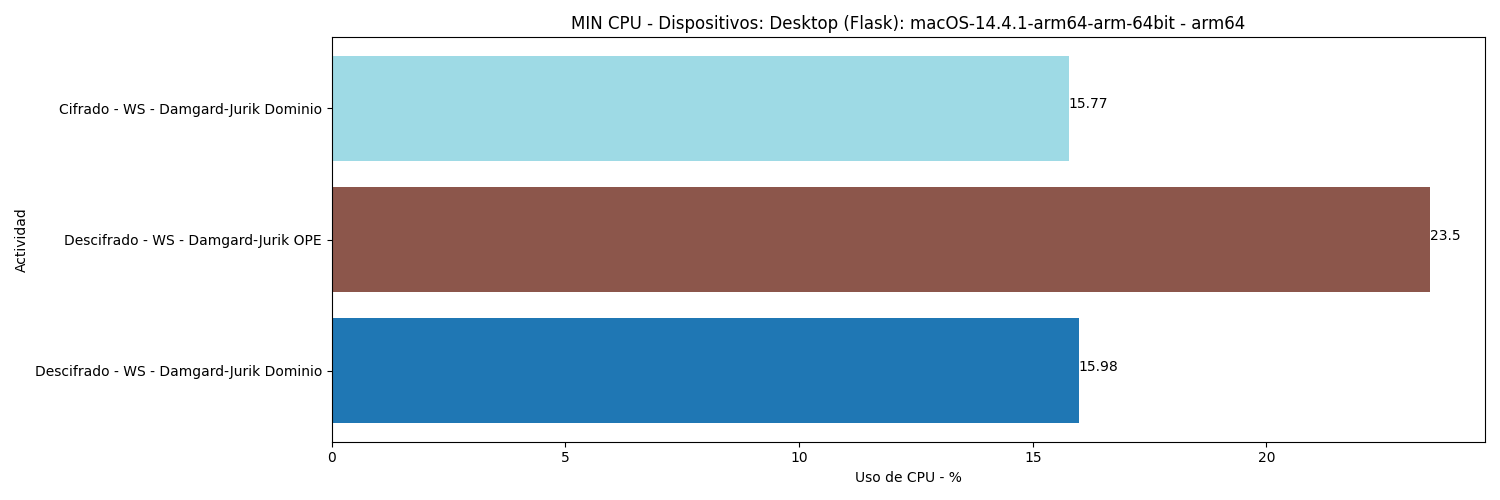 MIN CPU - Dispositivos: Desktop (Flask): macOS-14.4.1-arm64-arm-64bit - arm64
Actividad
Cifrado - WS - Damgard-Jurik Dominio
15.77
Descifrado - WS - Damgard-Jurik OPE
23.5
Descifrado - WS - Damgard-Jurik Dominio
15.98
0 5 10 15 20
Uso de CPU - %